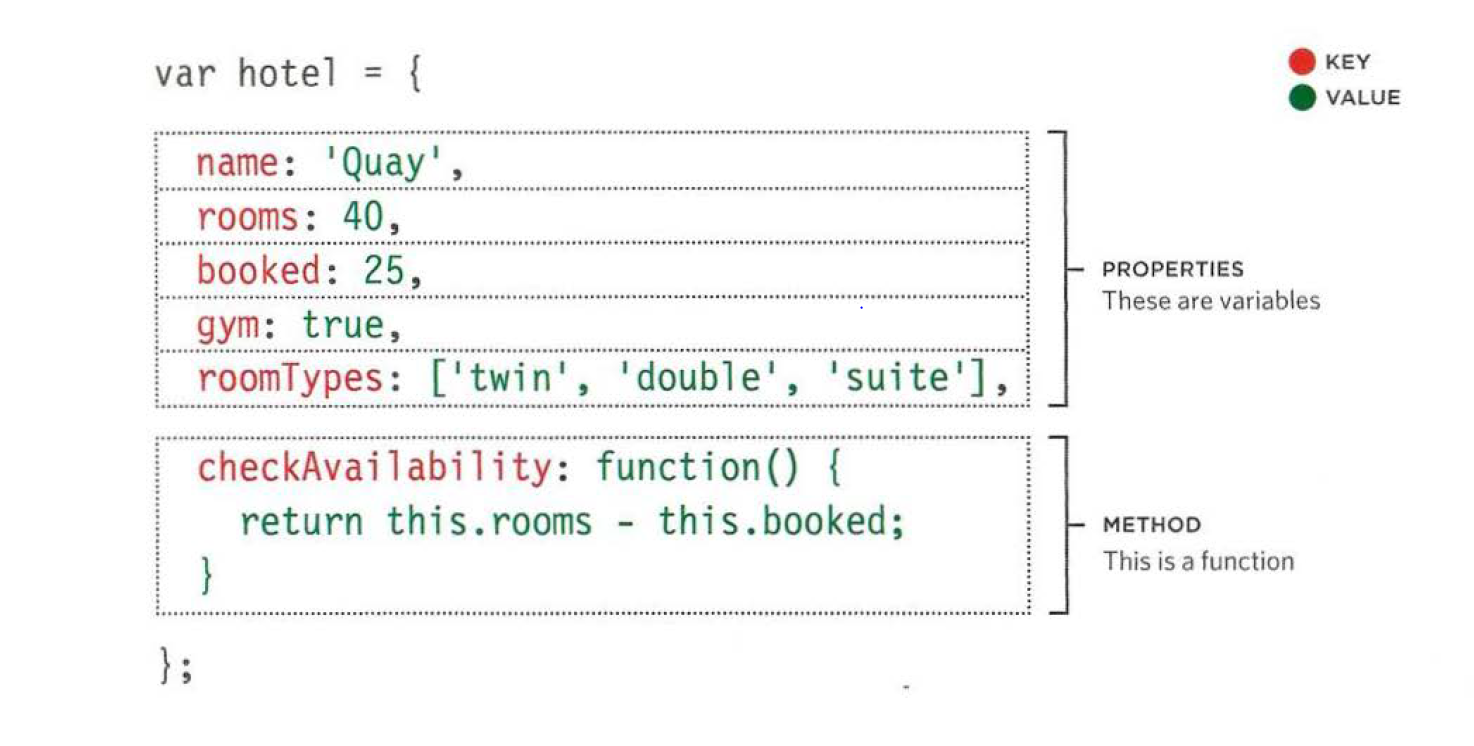 var hotel = {
KEY
VALUE
name: 'Quay',
rooms: 40,
booked: 25,
gym: true,
roomTypes: ['twin', 'double', 'suite'],
PROPERTIES
These are variables
checkAvailability: function() {
return this.rooms - this.booked;
}
METHOD
This is a function
};